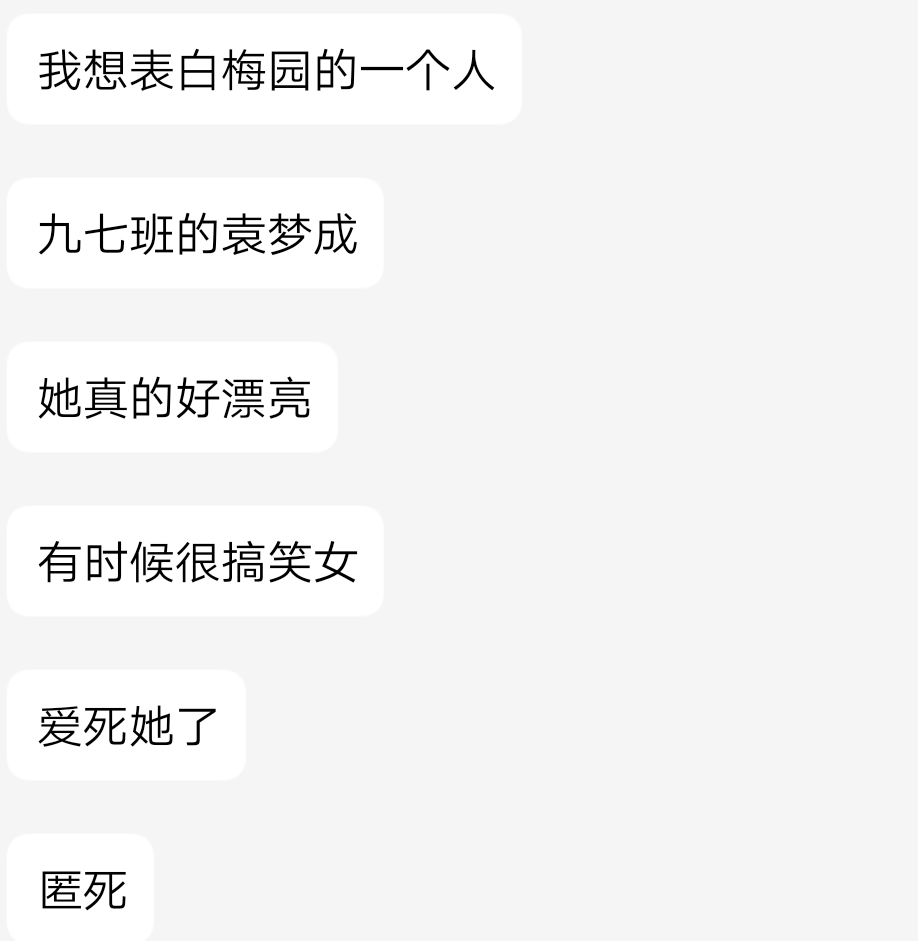 我想表白梅园的一个人
九七班的袁梦成
她真的好漂亮
有时候很搞笑女
爱死她了
匿死